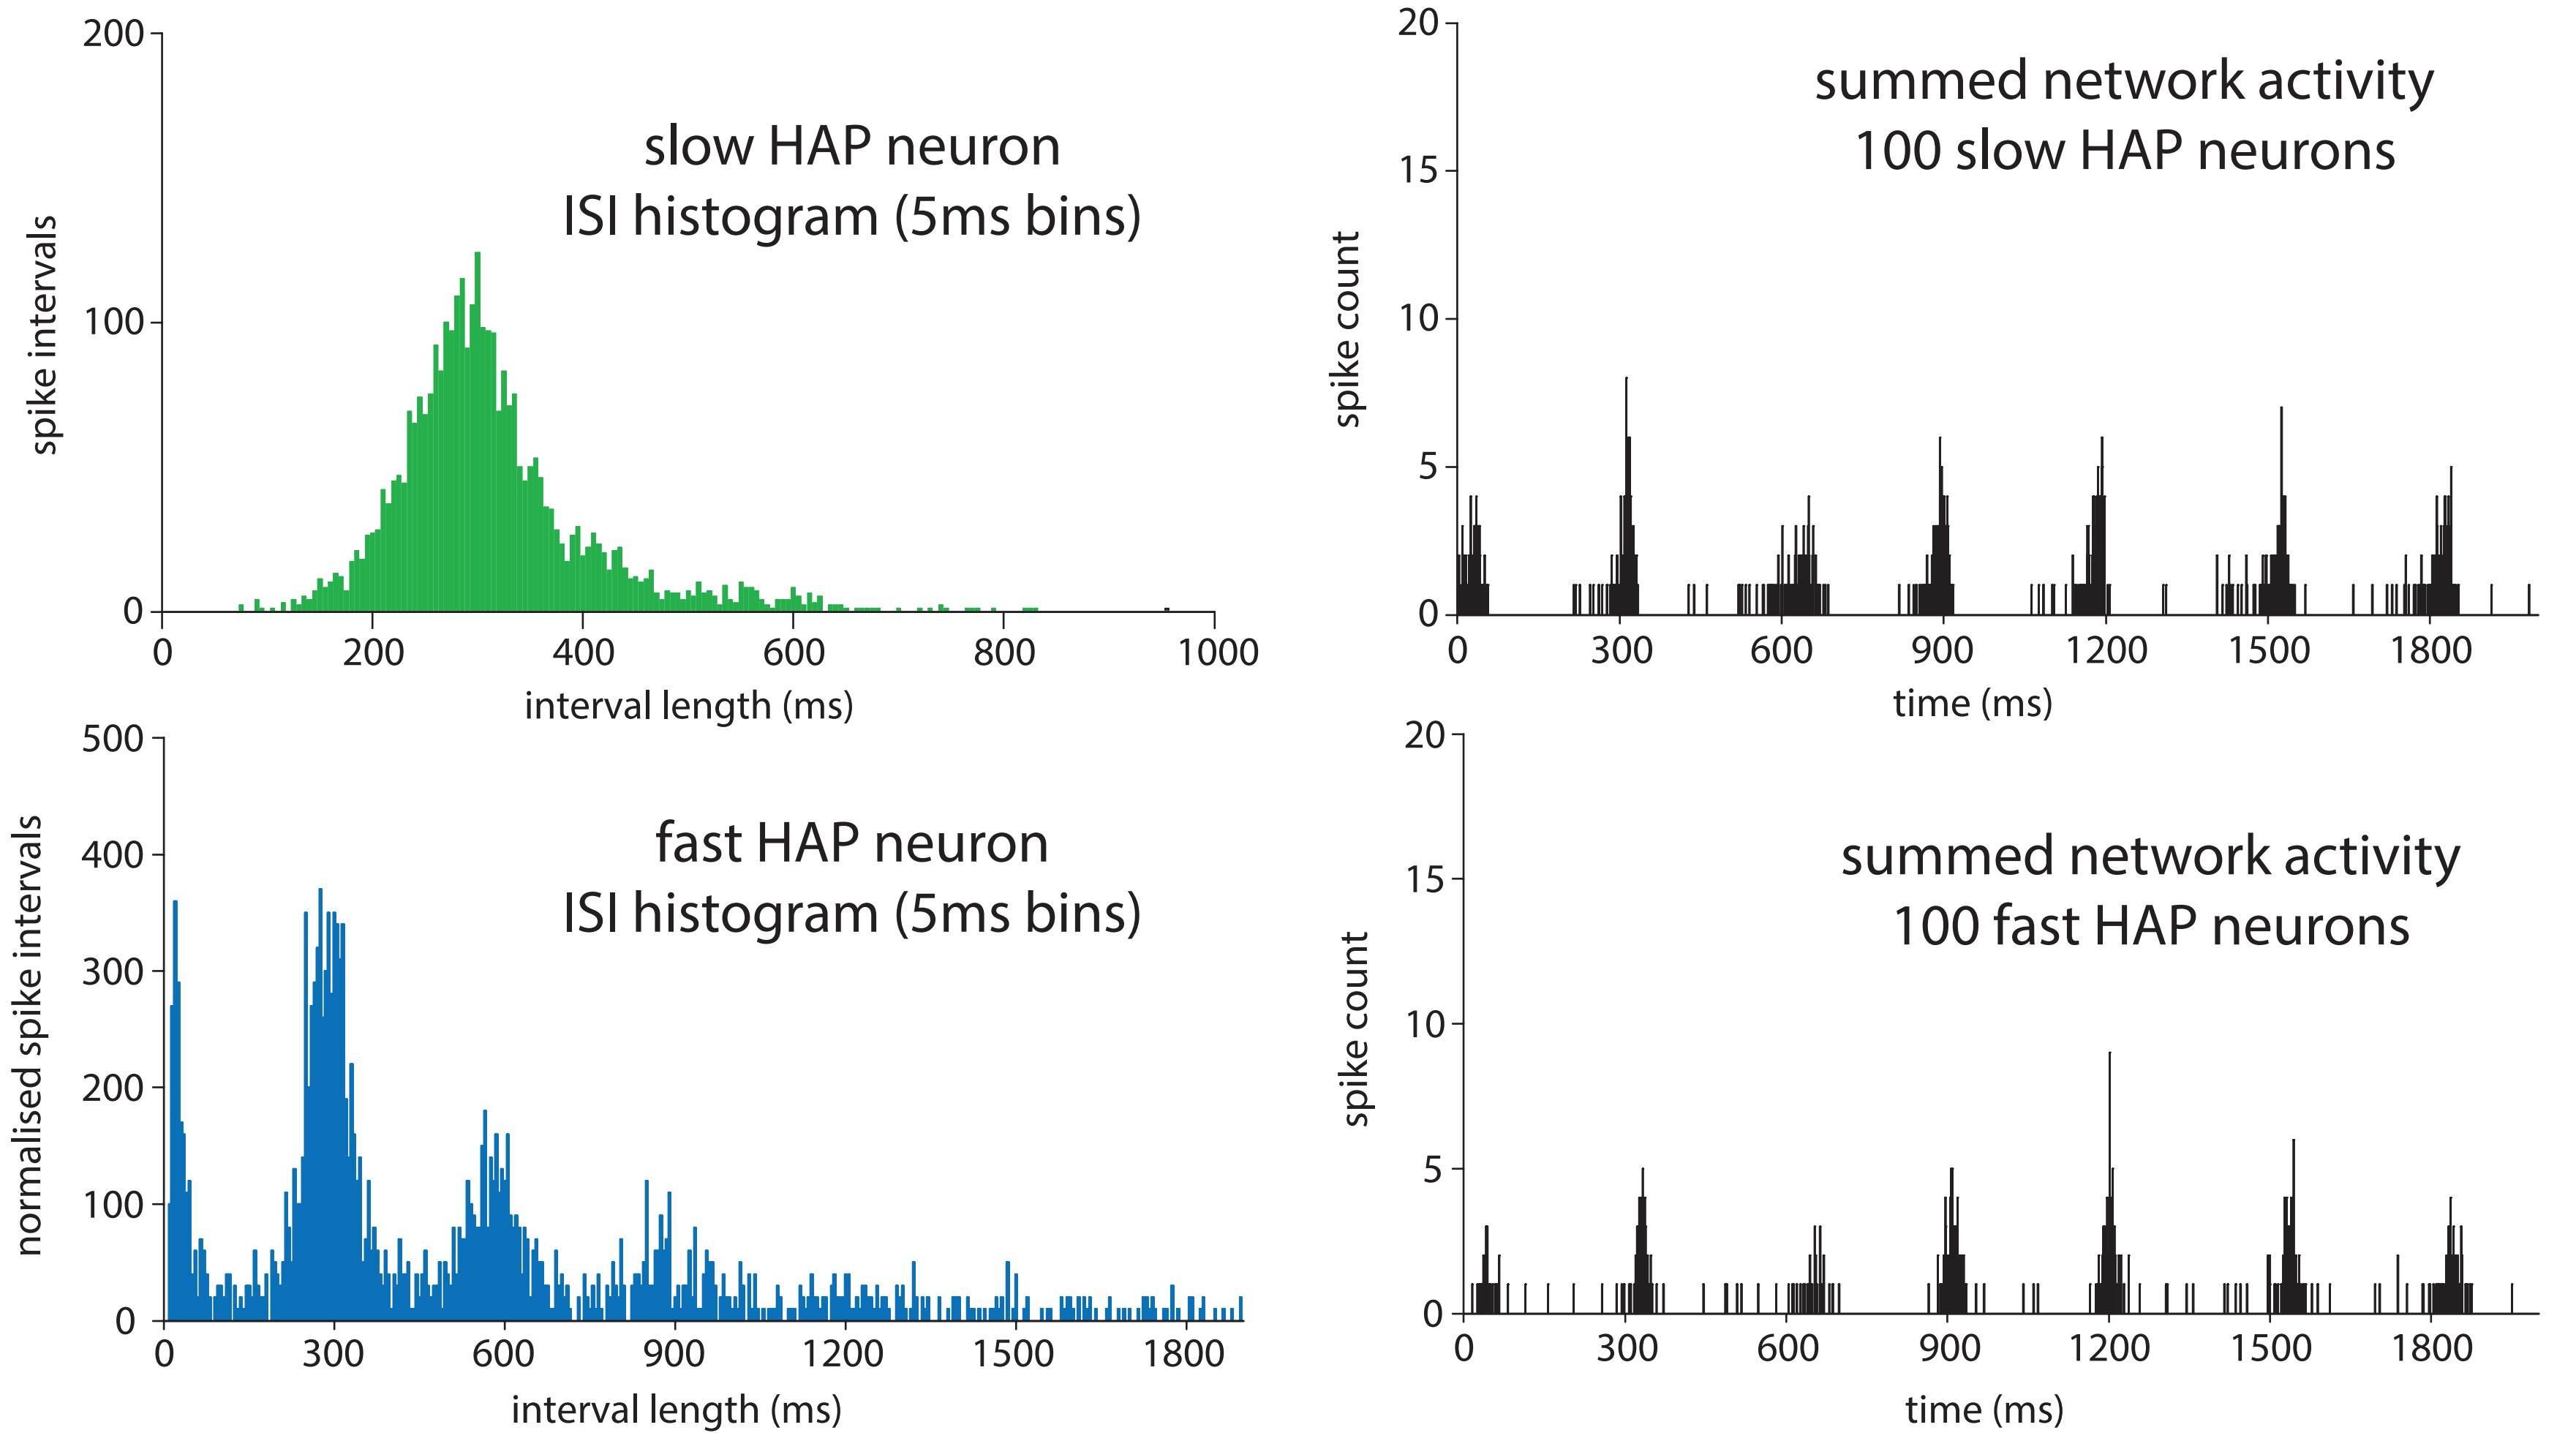 200
100
0
spike intervals
slow HAP neuron
ISI histogram (5ms bins)
0 200 400 600 800 1000
interval length (ms)
20
15
10
5
0
spike count
summed network activity
100 slow HAP neurons
0 300 600 900 1200 1500 1800
time (ms)
500
400
300
200
100
0
normalised spike intervals
fast HAP neuron
ISI histogram (5ms bins)
0 300 600 900 1200 1500 1800
interval length (ms)
20
15
10
5
0
spike count
summed network activity
100 fast HAP neurons
0 300 600 900 1200 1500 1800
time (ms)